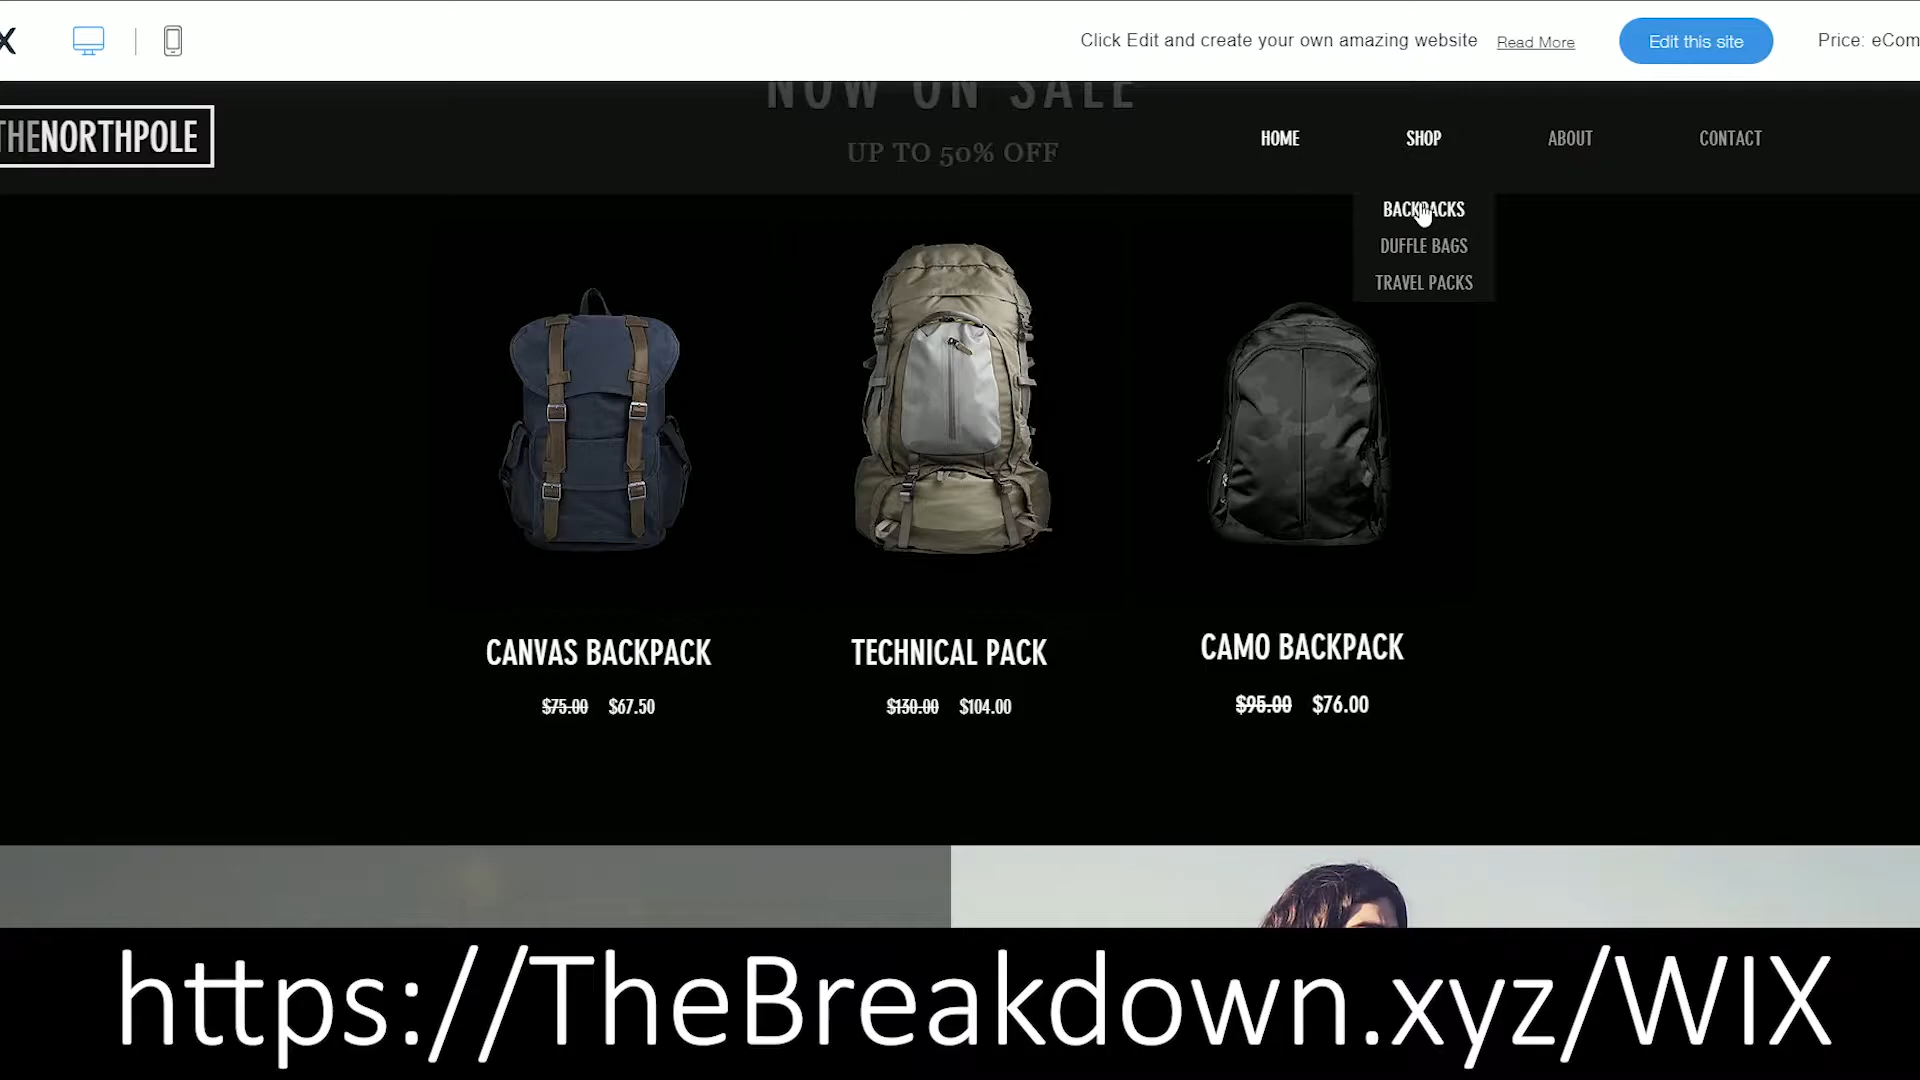 X
Click Edit and create your own amazing website Read More Edit this site Price: eCom
NOW ON SALE
THENORTHPOLE
UP TO 50% OFF
HOME SHOP ABOUT CONTACT
BACKPACKS
DUFFLE BAGS
TRAVEL PACKS
CANVAS BACKPACK
$75.00 $67.50
TECHNICAL PACK
$130.00 $104.00
CAMO BACKPACK
$95.00 $76.00
https://TheBreakdown.xyz/WIX